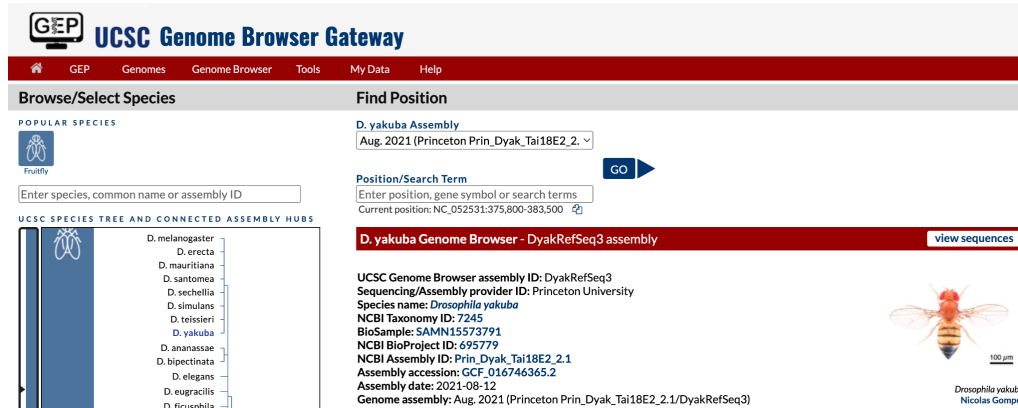 GEP UCSC Genome Browser Gateway
GEP Genomes Genome Browser Tools My Data Help
Browse/Select Species
POPULAR SPECIES
Fruitfly
Enter species, common name or assembly ID
UCSC SPECIES TREE AND CONNECTED ASSEMBLY HUBS
D. melanogaster
D. erecta
D. mauritiana
D. santomea
D. sechellia
D. simulans
D. teissieri
D. yakuba
D. ananassae
D. bipectinata
D. elegans
D. eugracilis
D. ficusphila
Find Position
D. yakuba Assembly
Aug. 2021 (Princeton Prin_Dyak_Tai18E2_2.
GO
Position/Search Term
Enter position, gene symbol or search terms
Current position: NC_052531:375,800-383,500
D. yakuba Genome Browser - DyakRefSeq3 assembly
view sequences
UCSC Genome Browser assembly ID: DyakRefSeq3
Sequencing/Assembly provider ID: Princeton University
Species name: Drosophila yakuba
NCBI Taxonomy ID: 7245
BioSample: SAMN15573791
NCBI BioProject ID: 695779
NCBI Assembly ID: Prin_Dyak_Tai18E2_2.1
Assembly accession: GCF_016746365.2
Assembly date: 2021-08-12
Genome assembly: Aug. 2021 (Princeton Prin_Dyak_Tai18E2_2.1/DyakRefSeq3)
100 μm
Drosophila yakub
Nicolas Gomp